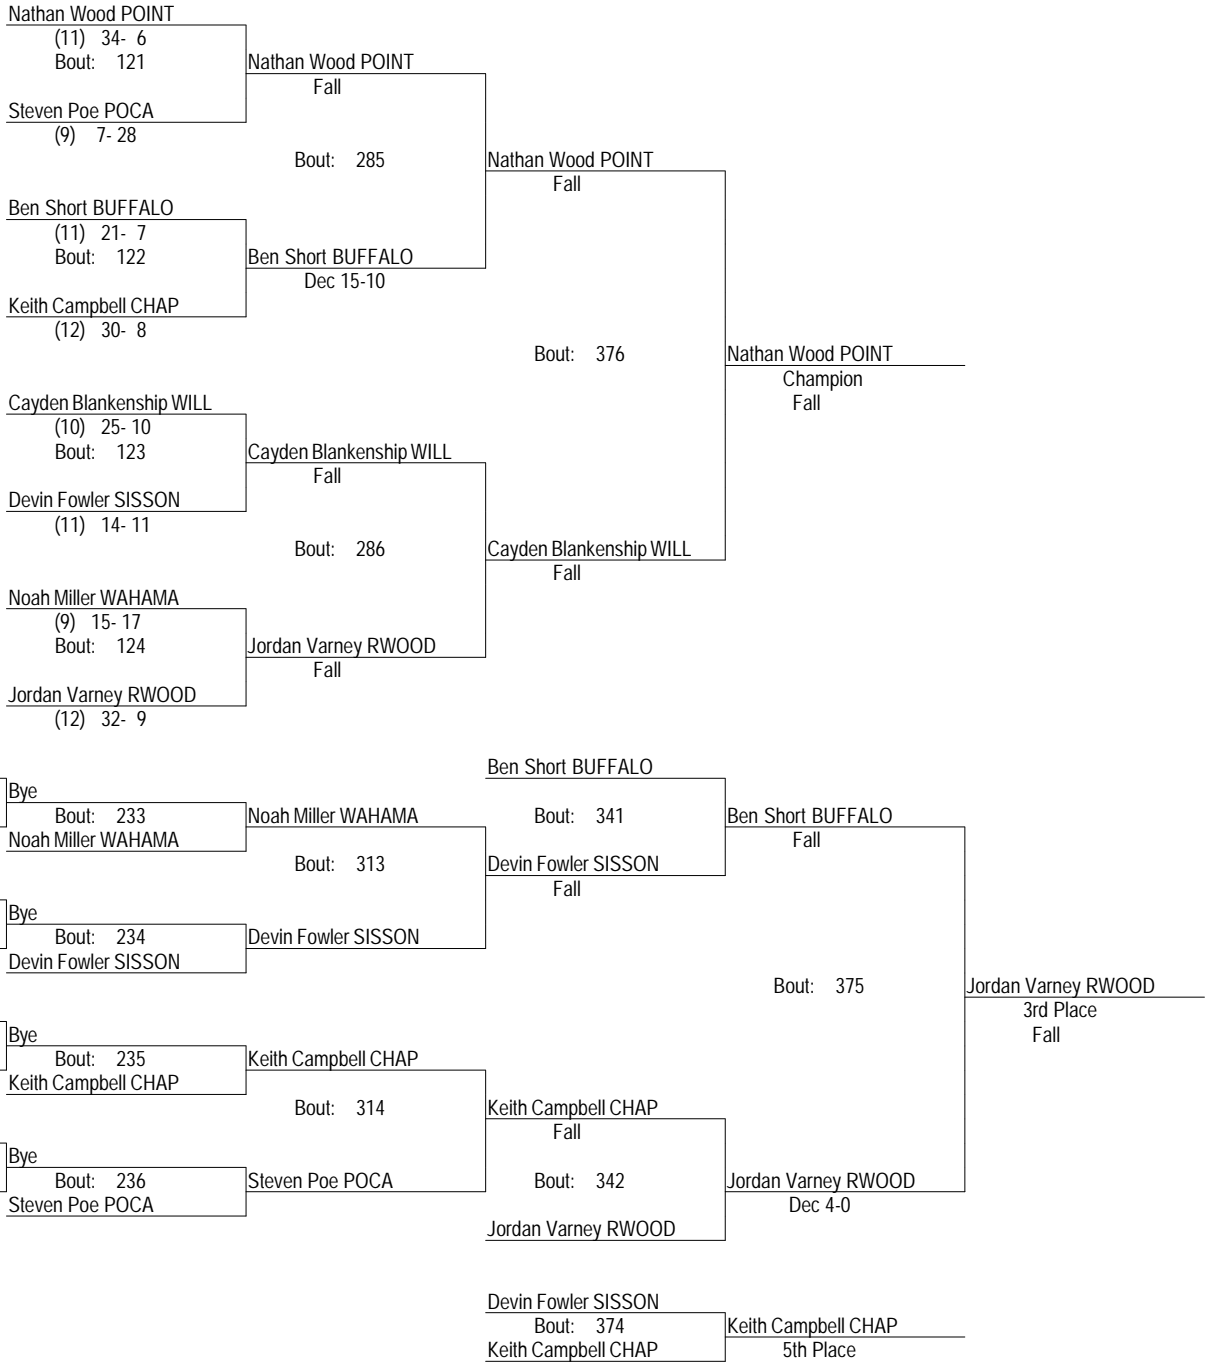 Nathan Wood POINT
(11) 34- 6
Bout: 121
Nathan Wood POINT
Fall
Steven Poe POCA
(9) 7- 28
Bout: 285
Nathan Wood POINT
Fall
Ben Short BUFFALO
(11) 21- 7
Bout: 122
Ben Short BUFFALO
Dec 15-10
Keith Campbell CHAP
(12) 30- 8
Bout: 376
Nathan Wood POINT
Champion
Fall
Cayden Blankenship WILL
(10) 25- 10
Bout: 123
Cayden Blankenship WILL
Fall
Devin Fowler SISSON
(11) 14- 11
Bout: 286
Cayden Blankenship WILL
Fall
Noah Miller WAHAMA
(9) 15- 17
Bout: 124
Jordan Varney RWOOD
Fall
Jordan Varney RWOOD
(12) 32- 9
Ben Short BUFFALO
Bye
Bout: 233
Noah Miller WAHAMA
Bout: 341
Ben Short BUFFALO
Fall
Noah Miller WAHAMA
Bout: 313
Devin Fowler SISSON
Fall
Bye
Bout: 234
Devin Fowler SISSON
Devin Fowler SISSON
Bout: 375
Jordan Varney RWOOD
3rd Place
Fall
Bye
Bout: 235
Keith Campbell CHAP
Keith Campbell CHAP
Bout: 314
Keith Campbell CHAP
Fall
Bye
Bout: 236
Steven Poe POCA
Bout: 342
Jordan Varney RWOOD
Dec 4-0
Steven Poe POCA
Jordan Varney RWOOD
Devin Fowler SISSON
Bout: 374
Keith Campbell CHAP
Keith Campbell CHAP
5th Place